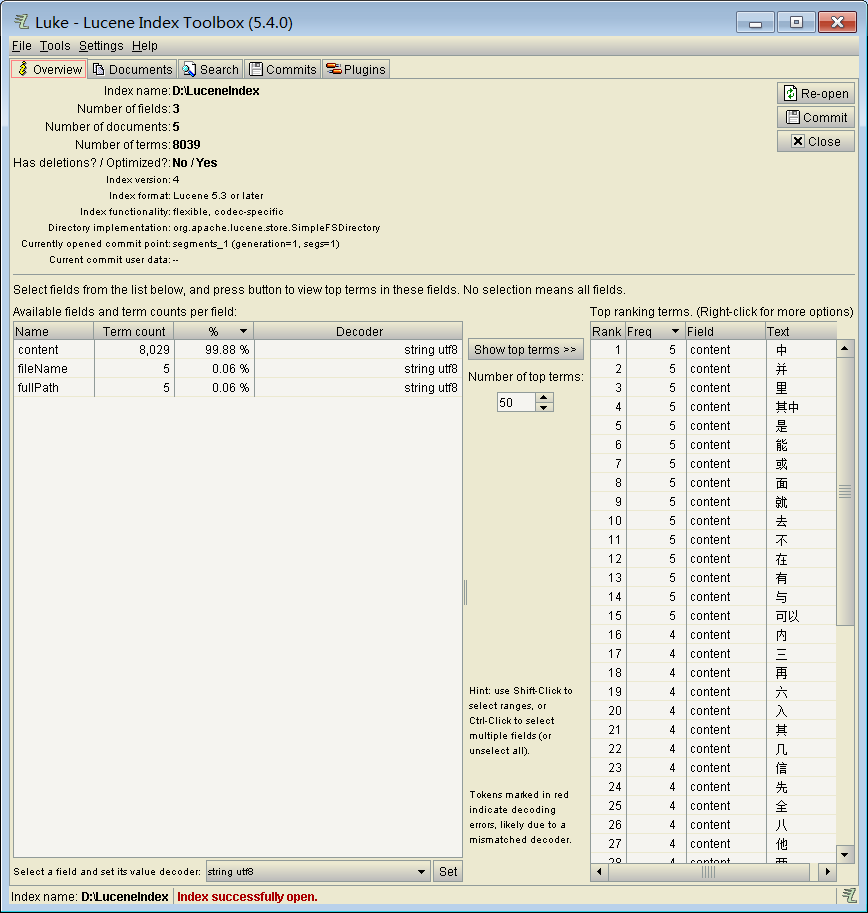 Luke - Lucene Index Toolbox (5.4.0)
File Tools Settings Help
Overview Documents Search Commits Plugins
Index name: D:\LuceneIndex
Number of fields: 3
Number of documents: 5
Number of terms: 8039
Has deletions? / Optimized?: No / Yes
Index version: 4
Index format: Lucene 5.3 or later
Index functionality: flexible, codec-specific
Directory implementation: org.apache.lucene.store.SimpleFSDirectory
Currently opened commit point: segments_1 (generation=1, segs=1)
Current commit user data: --
Re-open
Commit
Close
Select fields from the list below, and press button to view top terms in these fields. No selection means all fields.
Available fields and term counts per field:
Name Term count % Decoder
content 8,029 99.88 % string utf8
fileName 5 0.06 % string utf8
fullPath 5 0.06 % string utf8
Show top terms >>
Number of top terms:
50
Hint: use Shift-Click to
select ranges, or
Ctrl-Click to select
multiple fields (or
unselect all).
Tokens marked in red
indicate decoding
errors, likely due to a
mismatched decoder.
Top ranking terms. (Right-click for more options)
Rank Freq Field Text
1 5 content 中
2 5 content 并
3 5 content 里
4 5 content 其中
5 5 content 是
6 5 content 能
7 5 content 或
8 5 content 面
9 5 content 就
10 5 content 去
11 5 content 不
12 5 content 在
13 5 content 有
14 5 content 与
15 5 content 可以
16 4 content 内
17 4 content 三
18 4 content 再
19 4 content 六
20 4 content 入
21 4 content 其
22 4 content 几
23 4 content 信
24 4 content 先
25 4 content 全
26 4 content 八
27 4 content 他
28 4 content
Select a field and set its value decoder: string utf8 Set
Index name: D:\LuceneIndex Index successfully open.